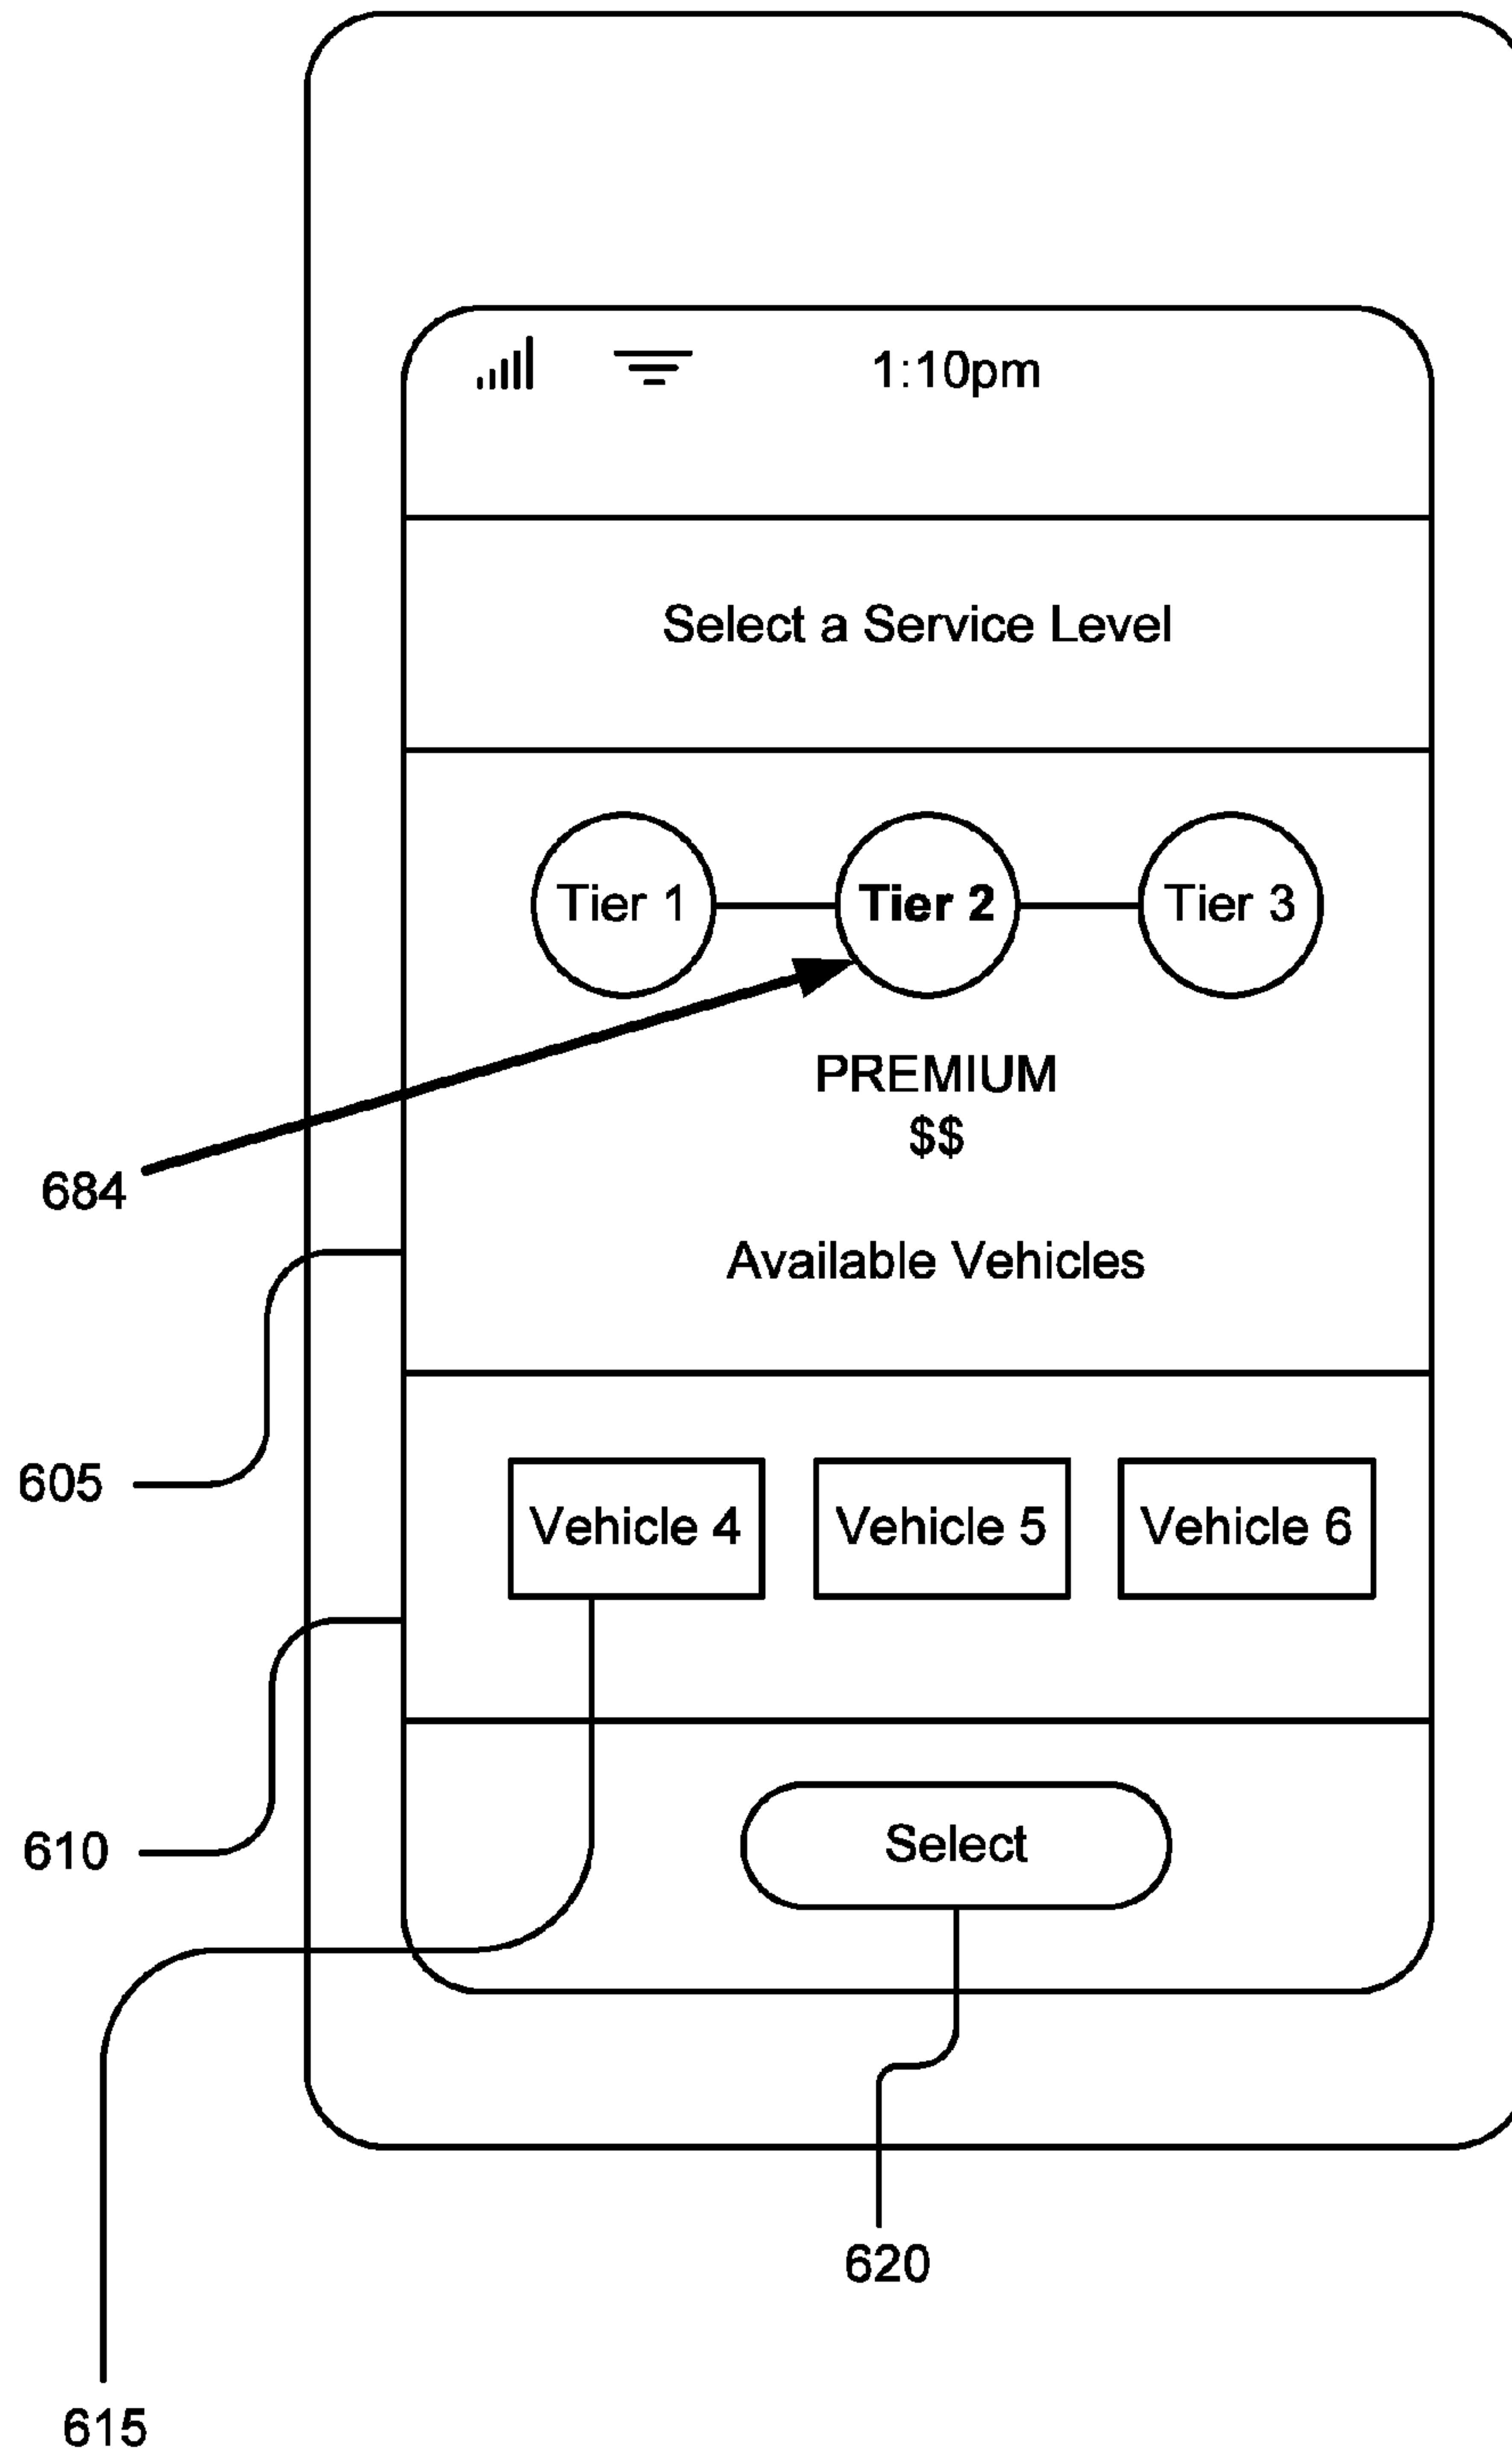 1:10pm
Select a Service Level
Tier 1 Tier 2 Tier 3
PREMIUM
$$
684
Available Vehicles
605
Vehicle 4 Vehicle 5 Vehicle 6
610
Select
620
615